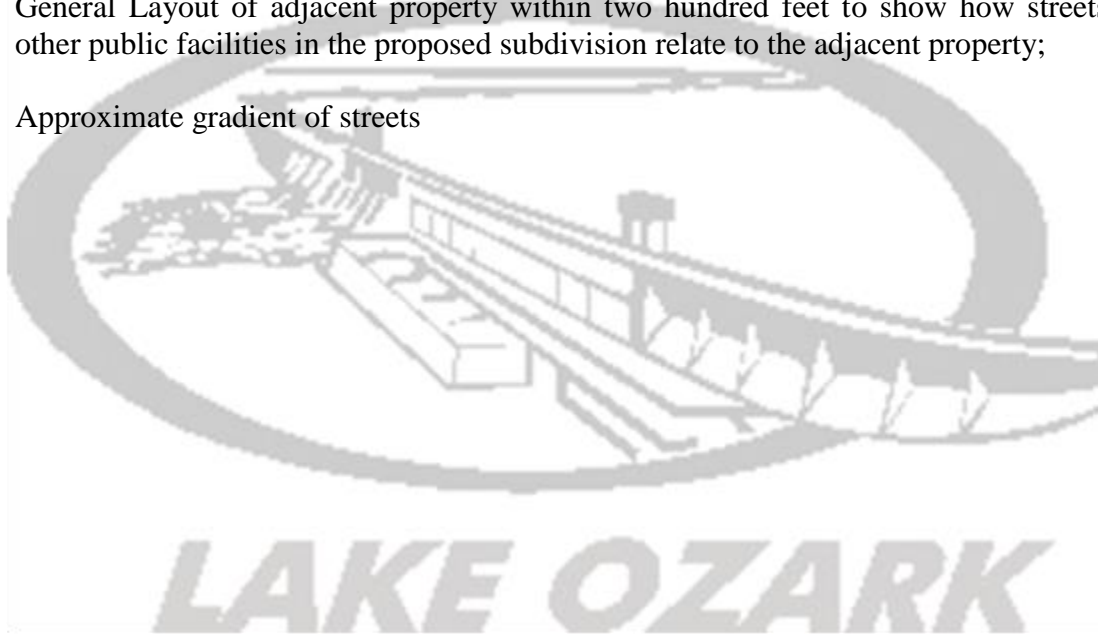 General Layout of adjacent property within two hundred feet to show how streets
other public facilities in the proposed subdivision relate to the adjacent property;
Approximate gradient of streets
LAKE OZARK